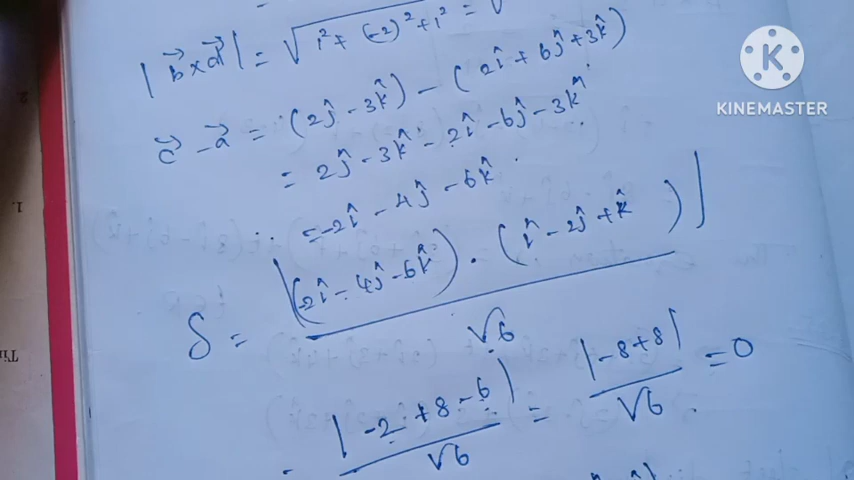 |b⃗ × d⃗| = √1² + (-2)² + 1² = √
c⃗ - a⃗ = (2ĵ - 3k̂) - (2î + 6ĵ + 3k̂)
= 2ĵ - 3k̂ - 2î - 6ĵ - 3k̂
∴ = -2î - 4ĵ - 6k̂
δ = |(-2î - 4ĵ - 6k̂) · (î - 2ĵ + k̂)| / √6
= |-2 + 8 - 6| / √6 = |-8 + 8| / √6 = 0
KINEMASTER
1.